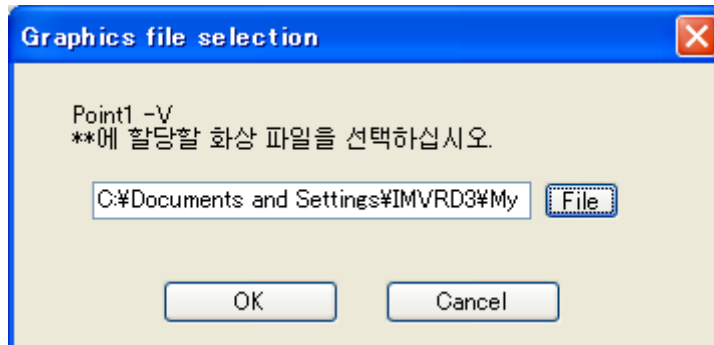 Graphics file selection
Point1 -V
**에 할당할 화상 파일을 선택하십시오.
C:¥Documents and Settings¥IMVRD3¥My
File
OK
Cancel